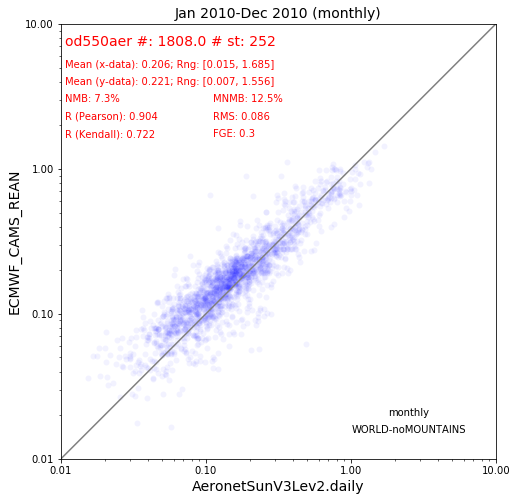 Jan 2010-Dec 2010 (monthly)
od550aer #: 1808.0 # st: 252
Mean (x-data): 0.206; Rng: [0.015, 1.685]
Mean (y-data): 0.221; Rng: [0.007, 1.556]
NMB: 7.3% MNMB: 12.5%
R (Pearson): 0.904 RMS: 0.086
R (Kendall): 0.722 FGE: 0.3
10.00
1.00
0.10
0.01
ECMWF_CAMS_REAN
monthly
WORLD-noMOUNTAINS
0.01 0.10 1.00 10.00
AeronetSunV3Lev2.daily